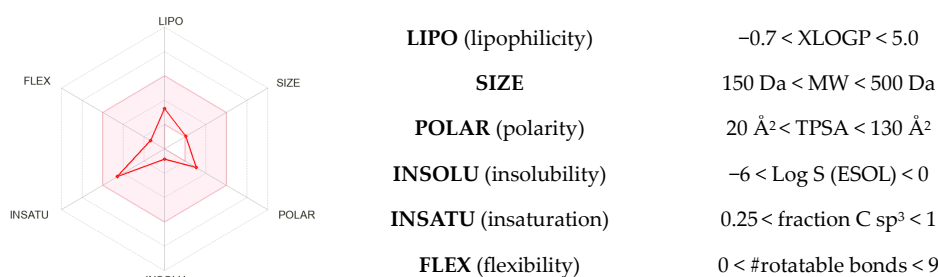 LIPO
FLEX
SIZE
INSATU
POLAR
LIPO (lipophilicity) −0.7 < XLOGP < 5.0
SIZE 150 Da < MW < 500 Da
POLAR (polarity) 20 Å² < TPSA < 130 Å²
INSOLU (insolubility) −6 < Log S (ESOL) < 0
INSATU (insaturation) 0.25 < fraction C sp³ < 1
FLEX (flexibility) 0 < #rotatable bonds < 9